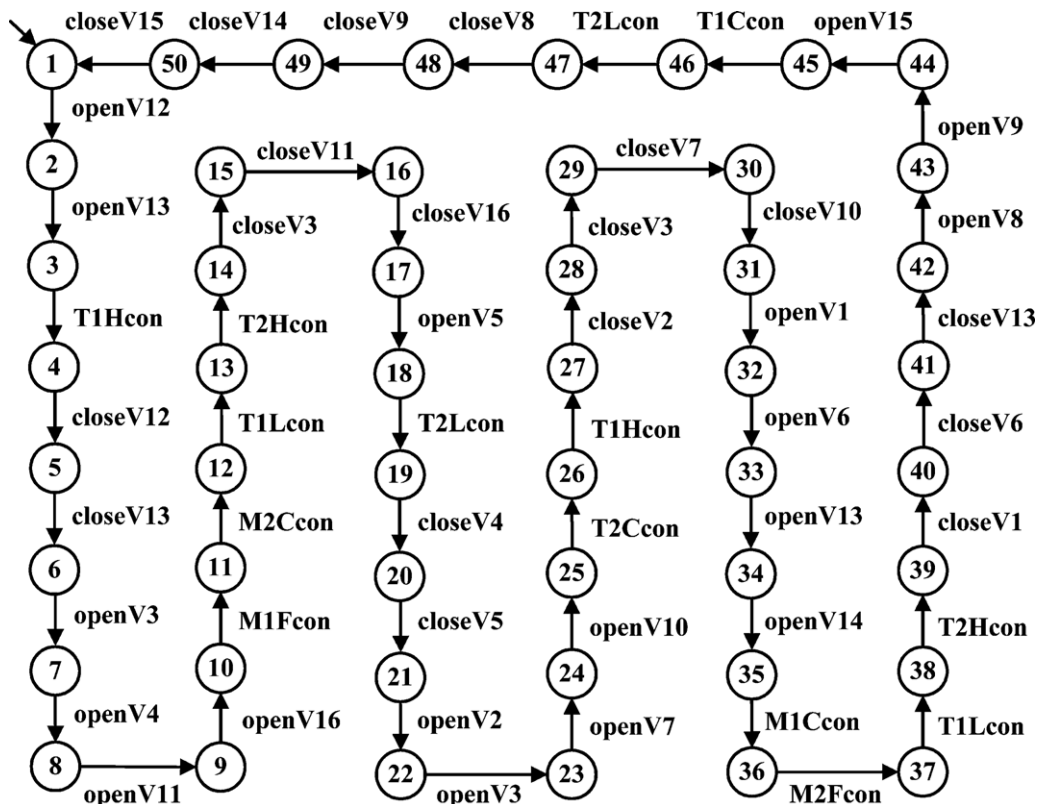 closeV15 closeV14 closeV9 closeV8 T2Lcon T1Ccon openV15
1 50 49 48 47 46 45 44
openV12
openV9
2 15 closeV11 16 29 closeV7 30 43
openV13 closeV3 closeV16 closeV3 closeV10 openV8
3 14 17 28 31 42
T1Hcon T2Hcon openV5 closeV2 openV1 closeV13
4 13 18 27 32 41
closeV12 T1Lcon T2Lcon T1Hcon openV6 closeV6
5 12 19 26 33 40
closeV13 M2Ccon closeV4 T2Ccon openV13 closeV1
6 11 20 25 34 39
openV3 M1Fcon closeV5 openV10 openV14 T2Hcon
7 10 21 24 35 38
openV4 openV16 openV2 openV7 M1Ccon T1Lcon
8 openV11 9 22 openV3 23 36 M2Fcon 37